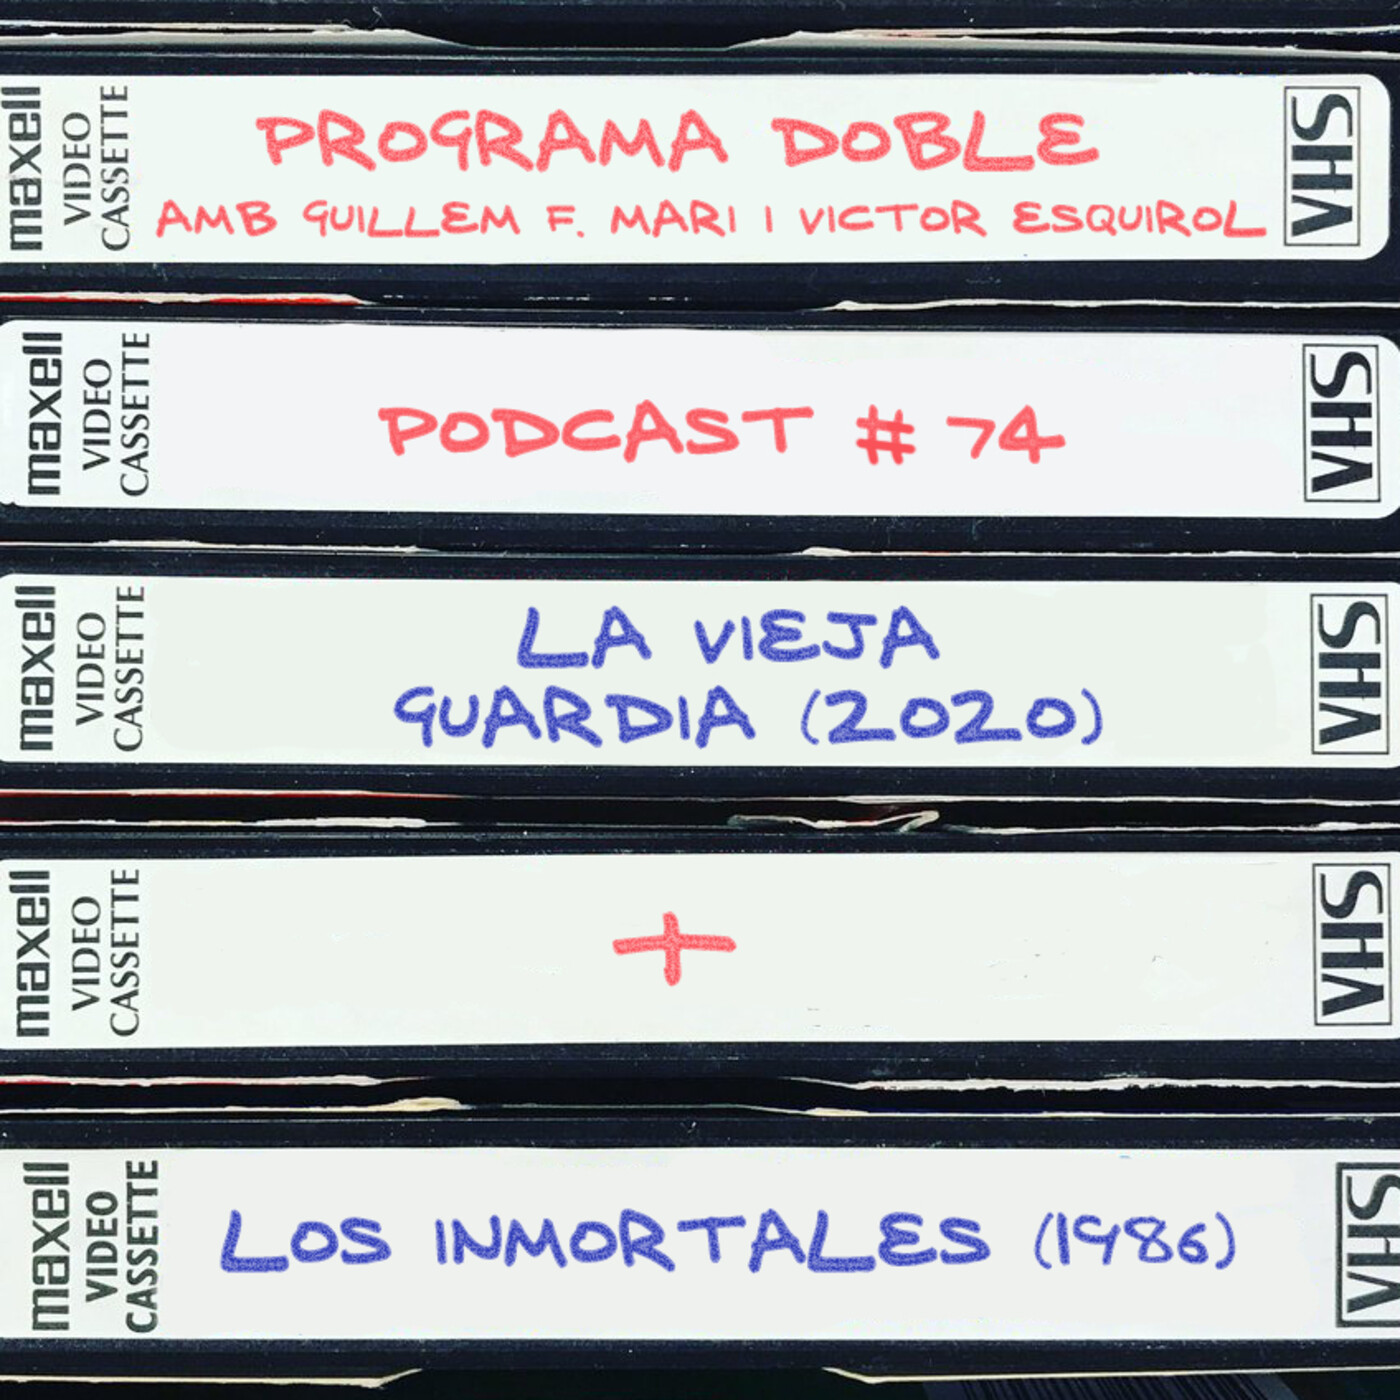 maxell
VIDEO
CASSETTE
PROGRAMA DOBLE
AMB GUILLEM F. MARI I VICTOR ESQUIROL
VHS
maxell
VIDEO
CASSETTE
PODCAST # 74
VHS
maxell
VIDEO
CASSETTE
LA VIEJA
GUARDIA (2020)
VHS
maxell
VIDEO
CASSETTE
+
VHS
maxell
VIDEO
CASSETTE
LOS INMORTALES (1986)
VHS